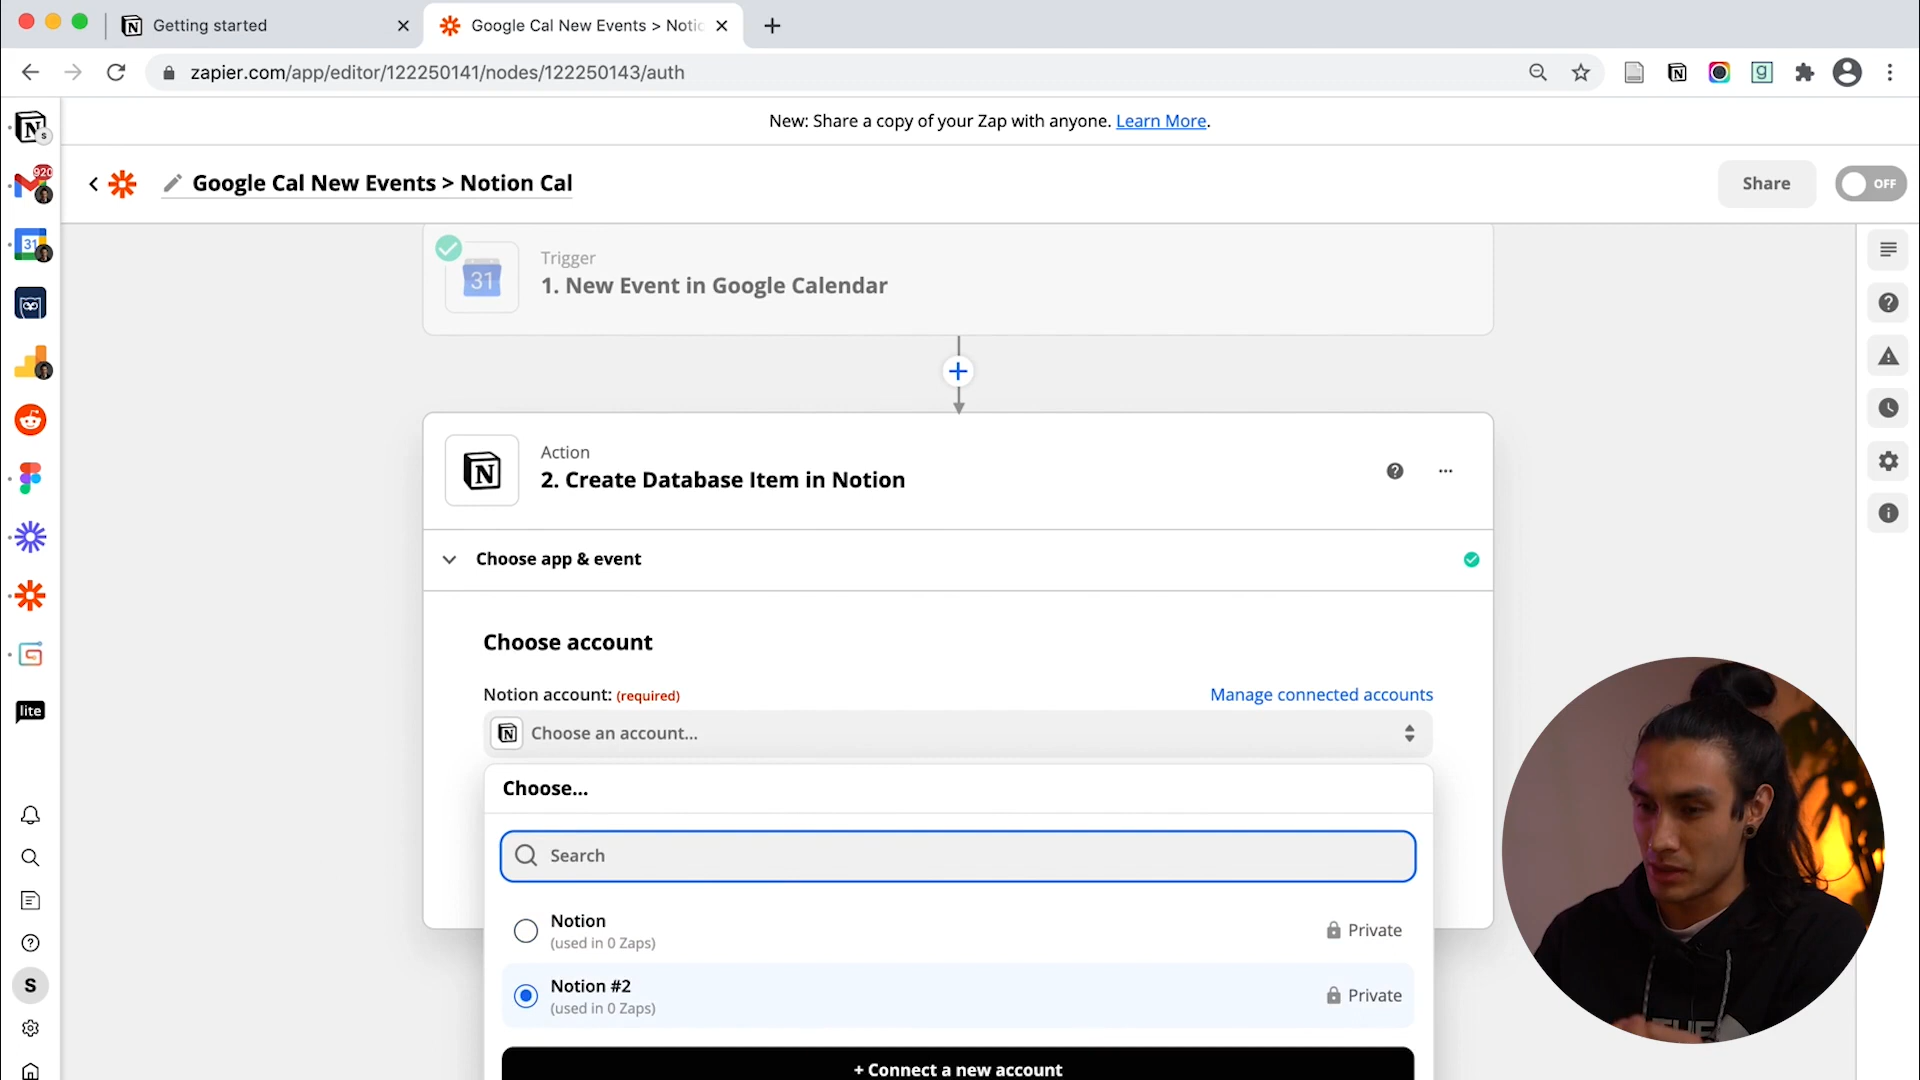 Getting started
Google Cal New Events > Notic
zapier.com/app/editor/122250141/nodes/122250143/auth
g
New: Share a copy of your Zap with anyone. Learn More.
N
S
Google Cal New Events > Notion Cal
Share
OFF
920
31
Trigger
31
1. New Event in Google Calendar
Action
2. Create Database Item in Notion
Choose app & event
Choose account
Notion account: (required)
Manage connected accounts
Choose an account...
lite
Choose...
Search
Notion
(used in 0 Zaps)
Private
Notion #2
(used in 0 Zaps)
Private
S
+ Connect a new account
THE